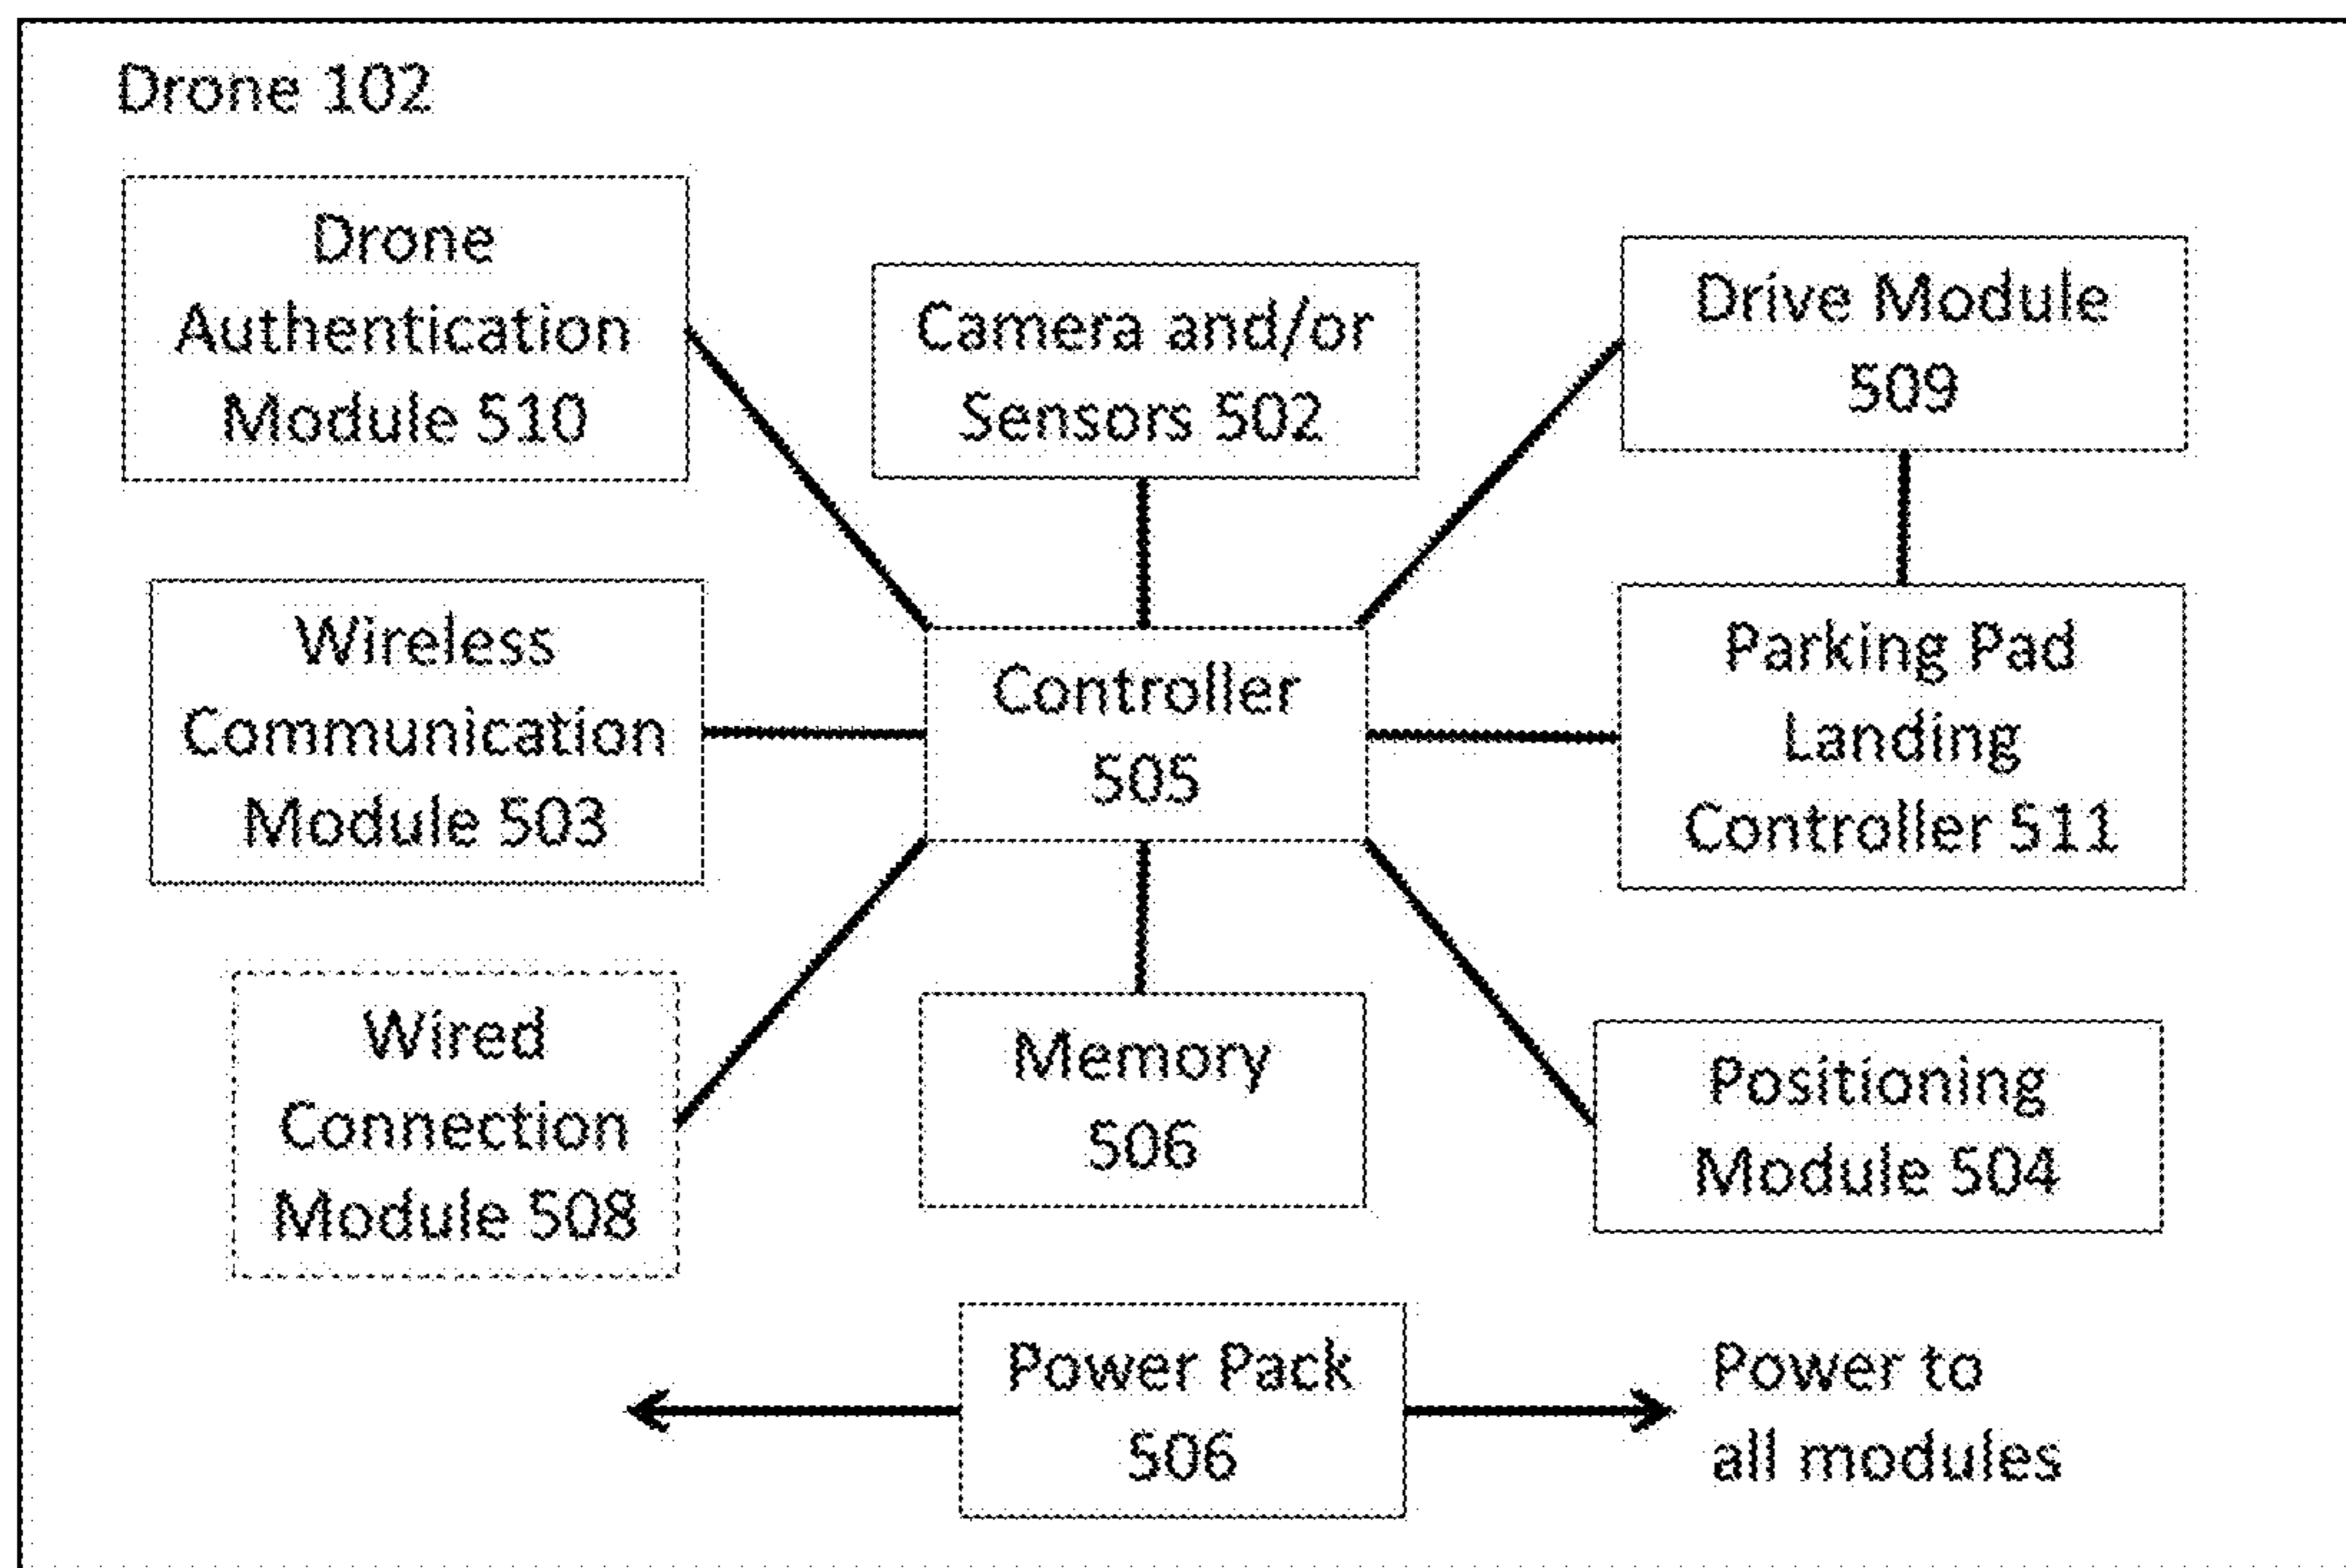 Drone 102
Drone
Authentication
Module 510
Camera and/or
Sensors 502
Drive Module
509
Wireless
Communication
Module 503
Controller
505
Parking Pad
Landing
Controller 511
Wired
Connection
Module 508
Memory
506
Positioning
Module 504
Power Pack
506
Power to
all modules